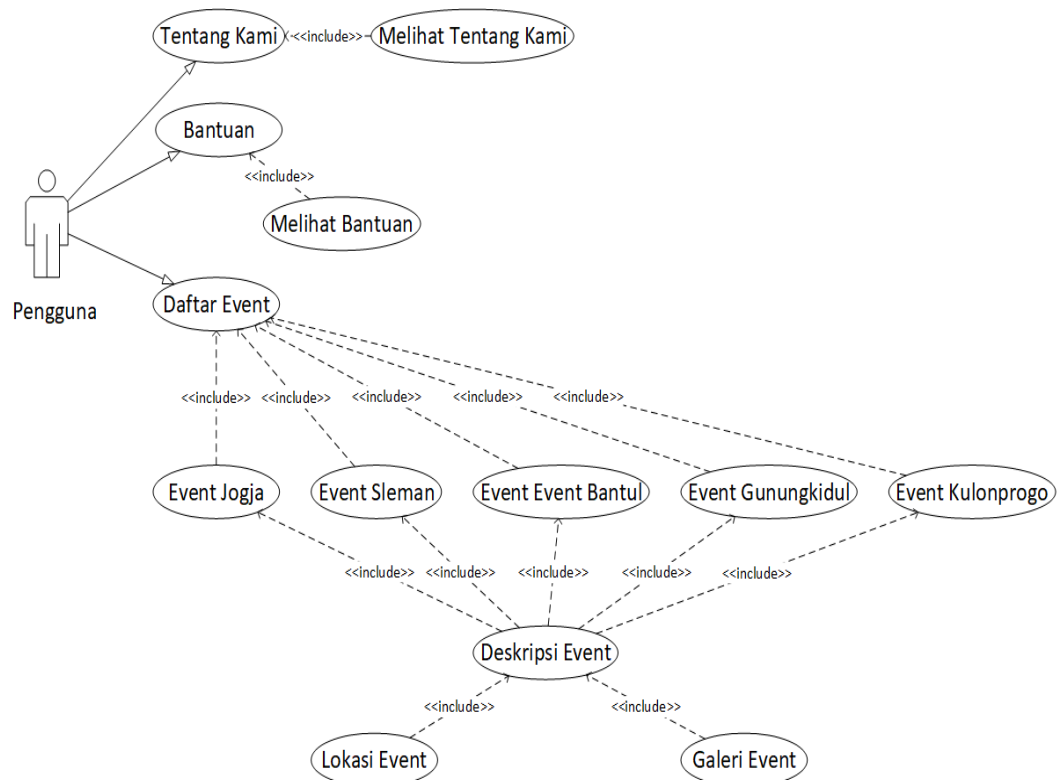 Tentang Kami
<<include>>
Melihat Tentang Kami
Bantuan
<<include>>
Melihat Bantuan
Pengguna
Daftar Event
<<include>>
<<include>>
<<include>>
<<include>>
<<include>>
Event Jogja
Event Sleman
Event Event Bantul
Event Gunungkidul
Event Kulonprogo
<<include>>
<<include>>
<<include>>
<<include>>
<<include>>
Deskripsi Event
<<include>>
<<include>>
Lokasi Event
Galeri Event